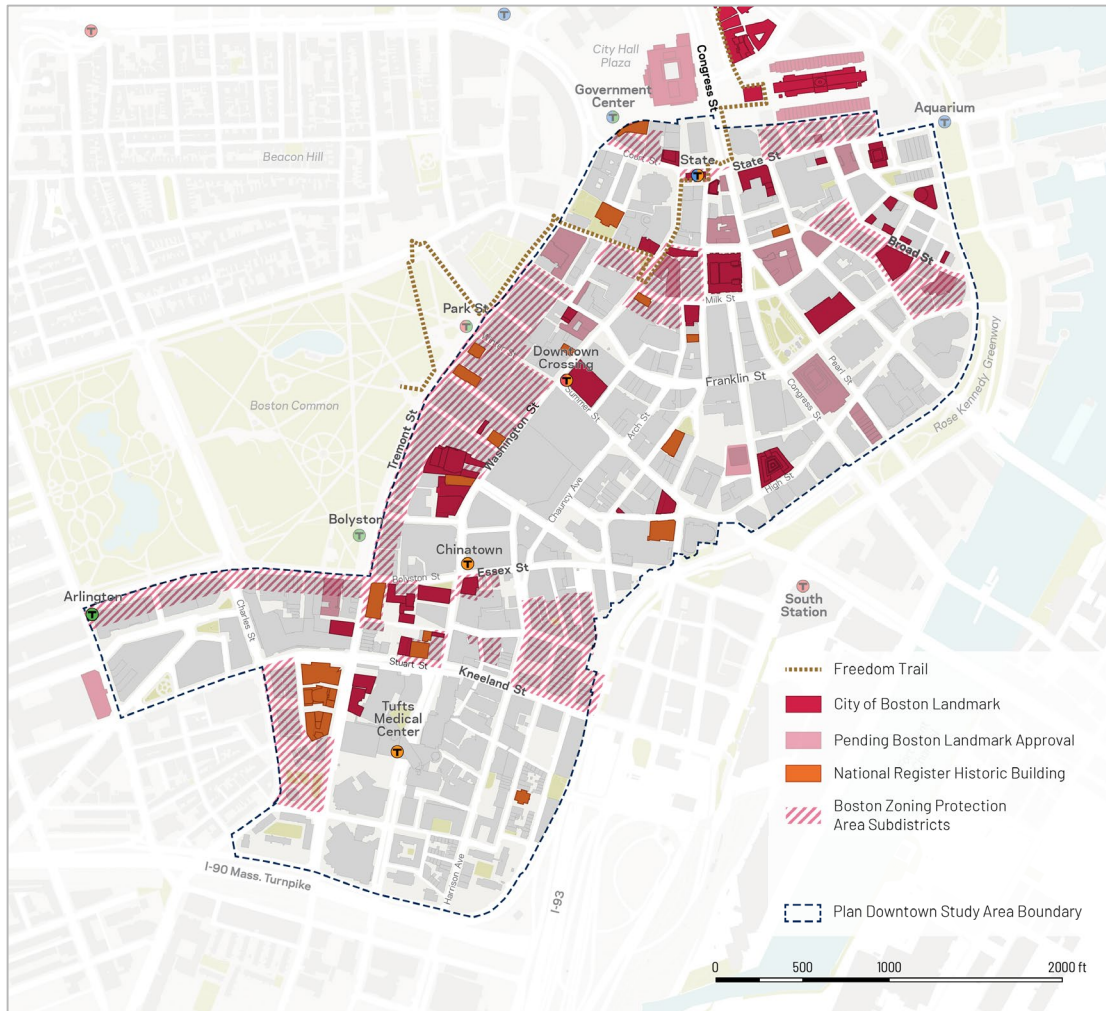 City Hall
Plaza
Congress St
Government
Center
Aquarium
Beacon Hill
Court St
State
State St
Broad St
Park St
Milk St
Winter St
Downtown
Crossing
Franklin St
Pearl St
Congress St
Rose Kennedy Greenway
Boston Common
Summer St
Arch St
Tremont St
Washington St
High St
Chauncy Ave
Bolyston
Chinatown
Essex St
Bolyston St
Arlington
Charles St
South
Station
Stuart St
Kneeland St
Tufts
Medical
Center
Harrison Ave
I-90 Mass. Turnpike
I-93
Freedom Trail
City of Boston Landmark
Pending Boston Landmark Approval
National Register Historic Building
Boston Zoning Protection
Area Subdistricts
Plan Downtown Study Area Boundary
0 500 1000 2000 ft
T
T
T
T
T
T
T
T
T
T
T
T